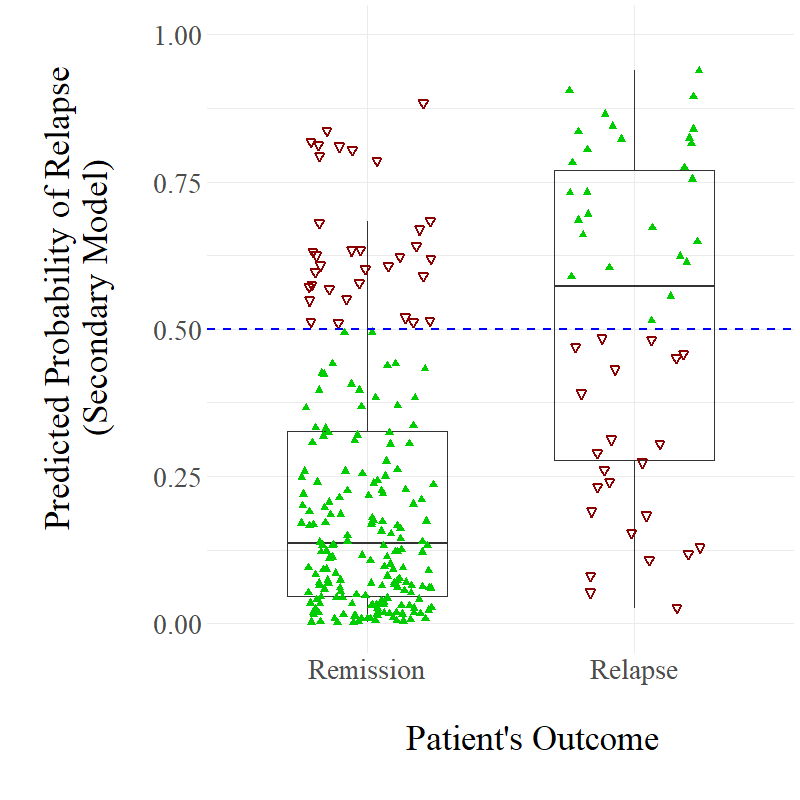 Predicted Probability of Relapse
(Secondary Model)
1.00
0.75
0.50
0.25
0.00
Remission
Relapse
Patient's Outcome